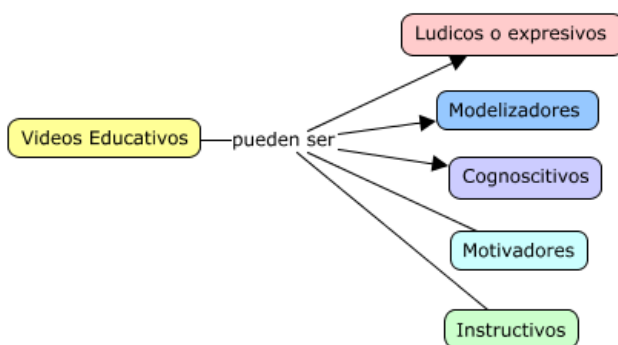 Ludicos o expresivos
Modelizadores
Videos Educativos
pueden ser
Cognoscitivos
Motivadores
Instructivos